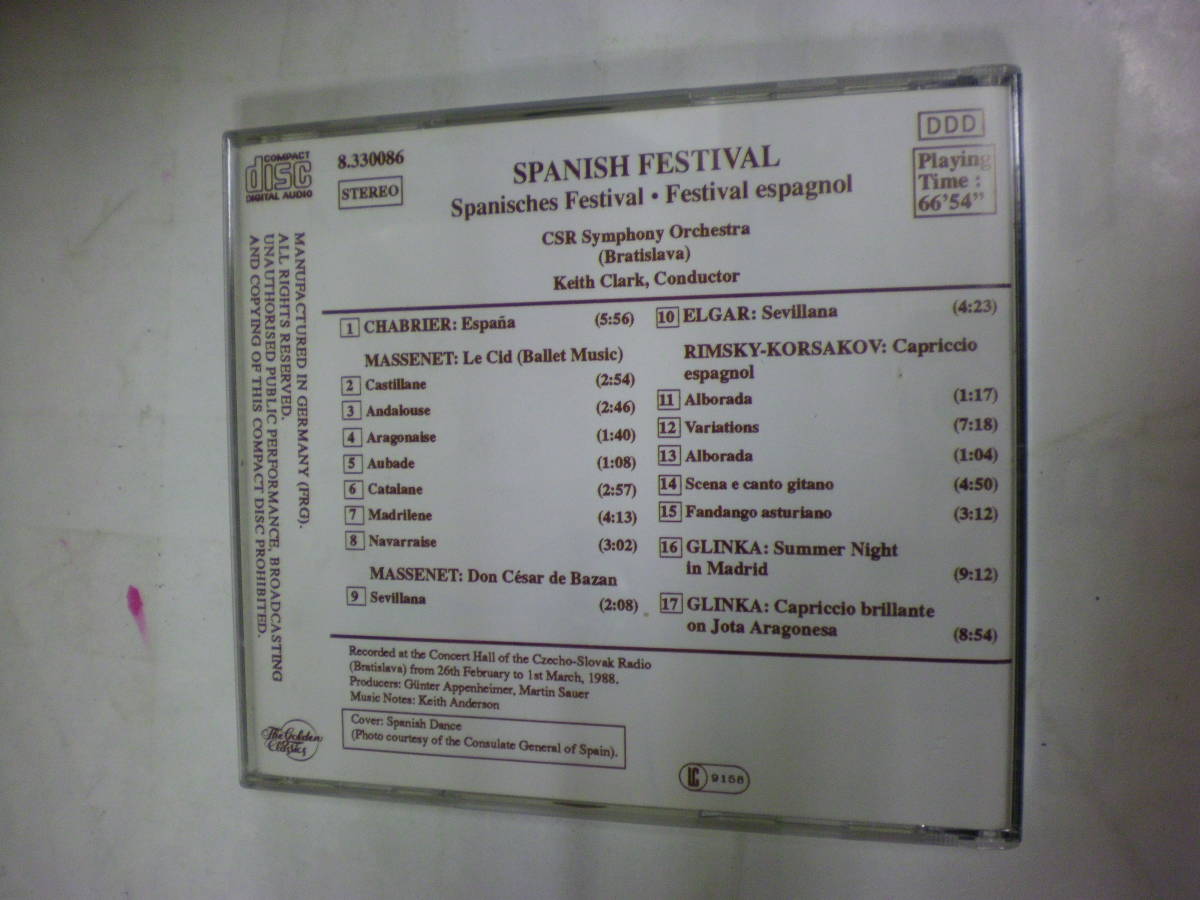 COMPACT
disc
DIGITAL AUDIO
8.330086
STEREO
SPANISH FESTIVAL
Spanisches Festival • Festival espagnol
CSR Symphony Orchestra
(Bratislava)
Keith Clark, Conductor
DDD
Playing
Time :
66'54"
MANUFACTURED IN GERMANY (FRG).
ALL RIGHTS RESERVED.
UNAUTHORISED PUBLIC PERFORMANCE, BROADCASTING
AND COPYING OF THIS COMPACT DISC PROHIBITED.
1 CHABRIER: España (5:56)
MASSENET: Le Cid (Ballet Music)
2 Castillane (2:54)
3 Andalouse (2:46)
4 Aragonaise (1:40)
5 Aubade (1:08)
6 Catalane (2:57)
7 Madrilene (4:13)
8 Navarraise (3:02)
MASSENET: Don César de Bazan
9 Sevillana (2:08)
10 ELGAR: Sevillana (4:23)
RIMSKY-KORSAKOV: Capriccio
espagnol
11 Alborada (1:17)
12 Variations (7:18)
13 Alborada (1:04)
14 Scena e canto gitano (4:50)
15 Fandango asturiano (3:12)
16 GLINKA: Summer Night
in Madrid (9:12)
17 GLINKA: Capriccio brillante
on Jota Aragonesa (8:54)
Recorded at the Concert Hall of the Czecho-Slovak Radio
(Bratislava) from 26th February to 1st March, 1988.
Producers: Günter Appenheimer, Martin Sauer
Music Notes: Keith Anderson
Cover: Spanish Dance
(Photo courtesy of the Consulate General of Spain).
The Golden
Classics
LC 9158